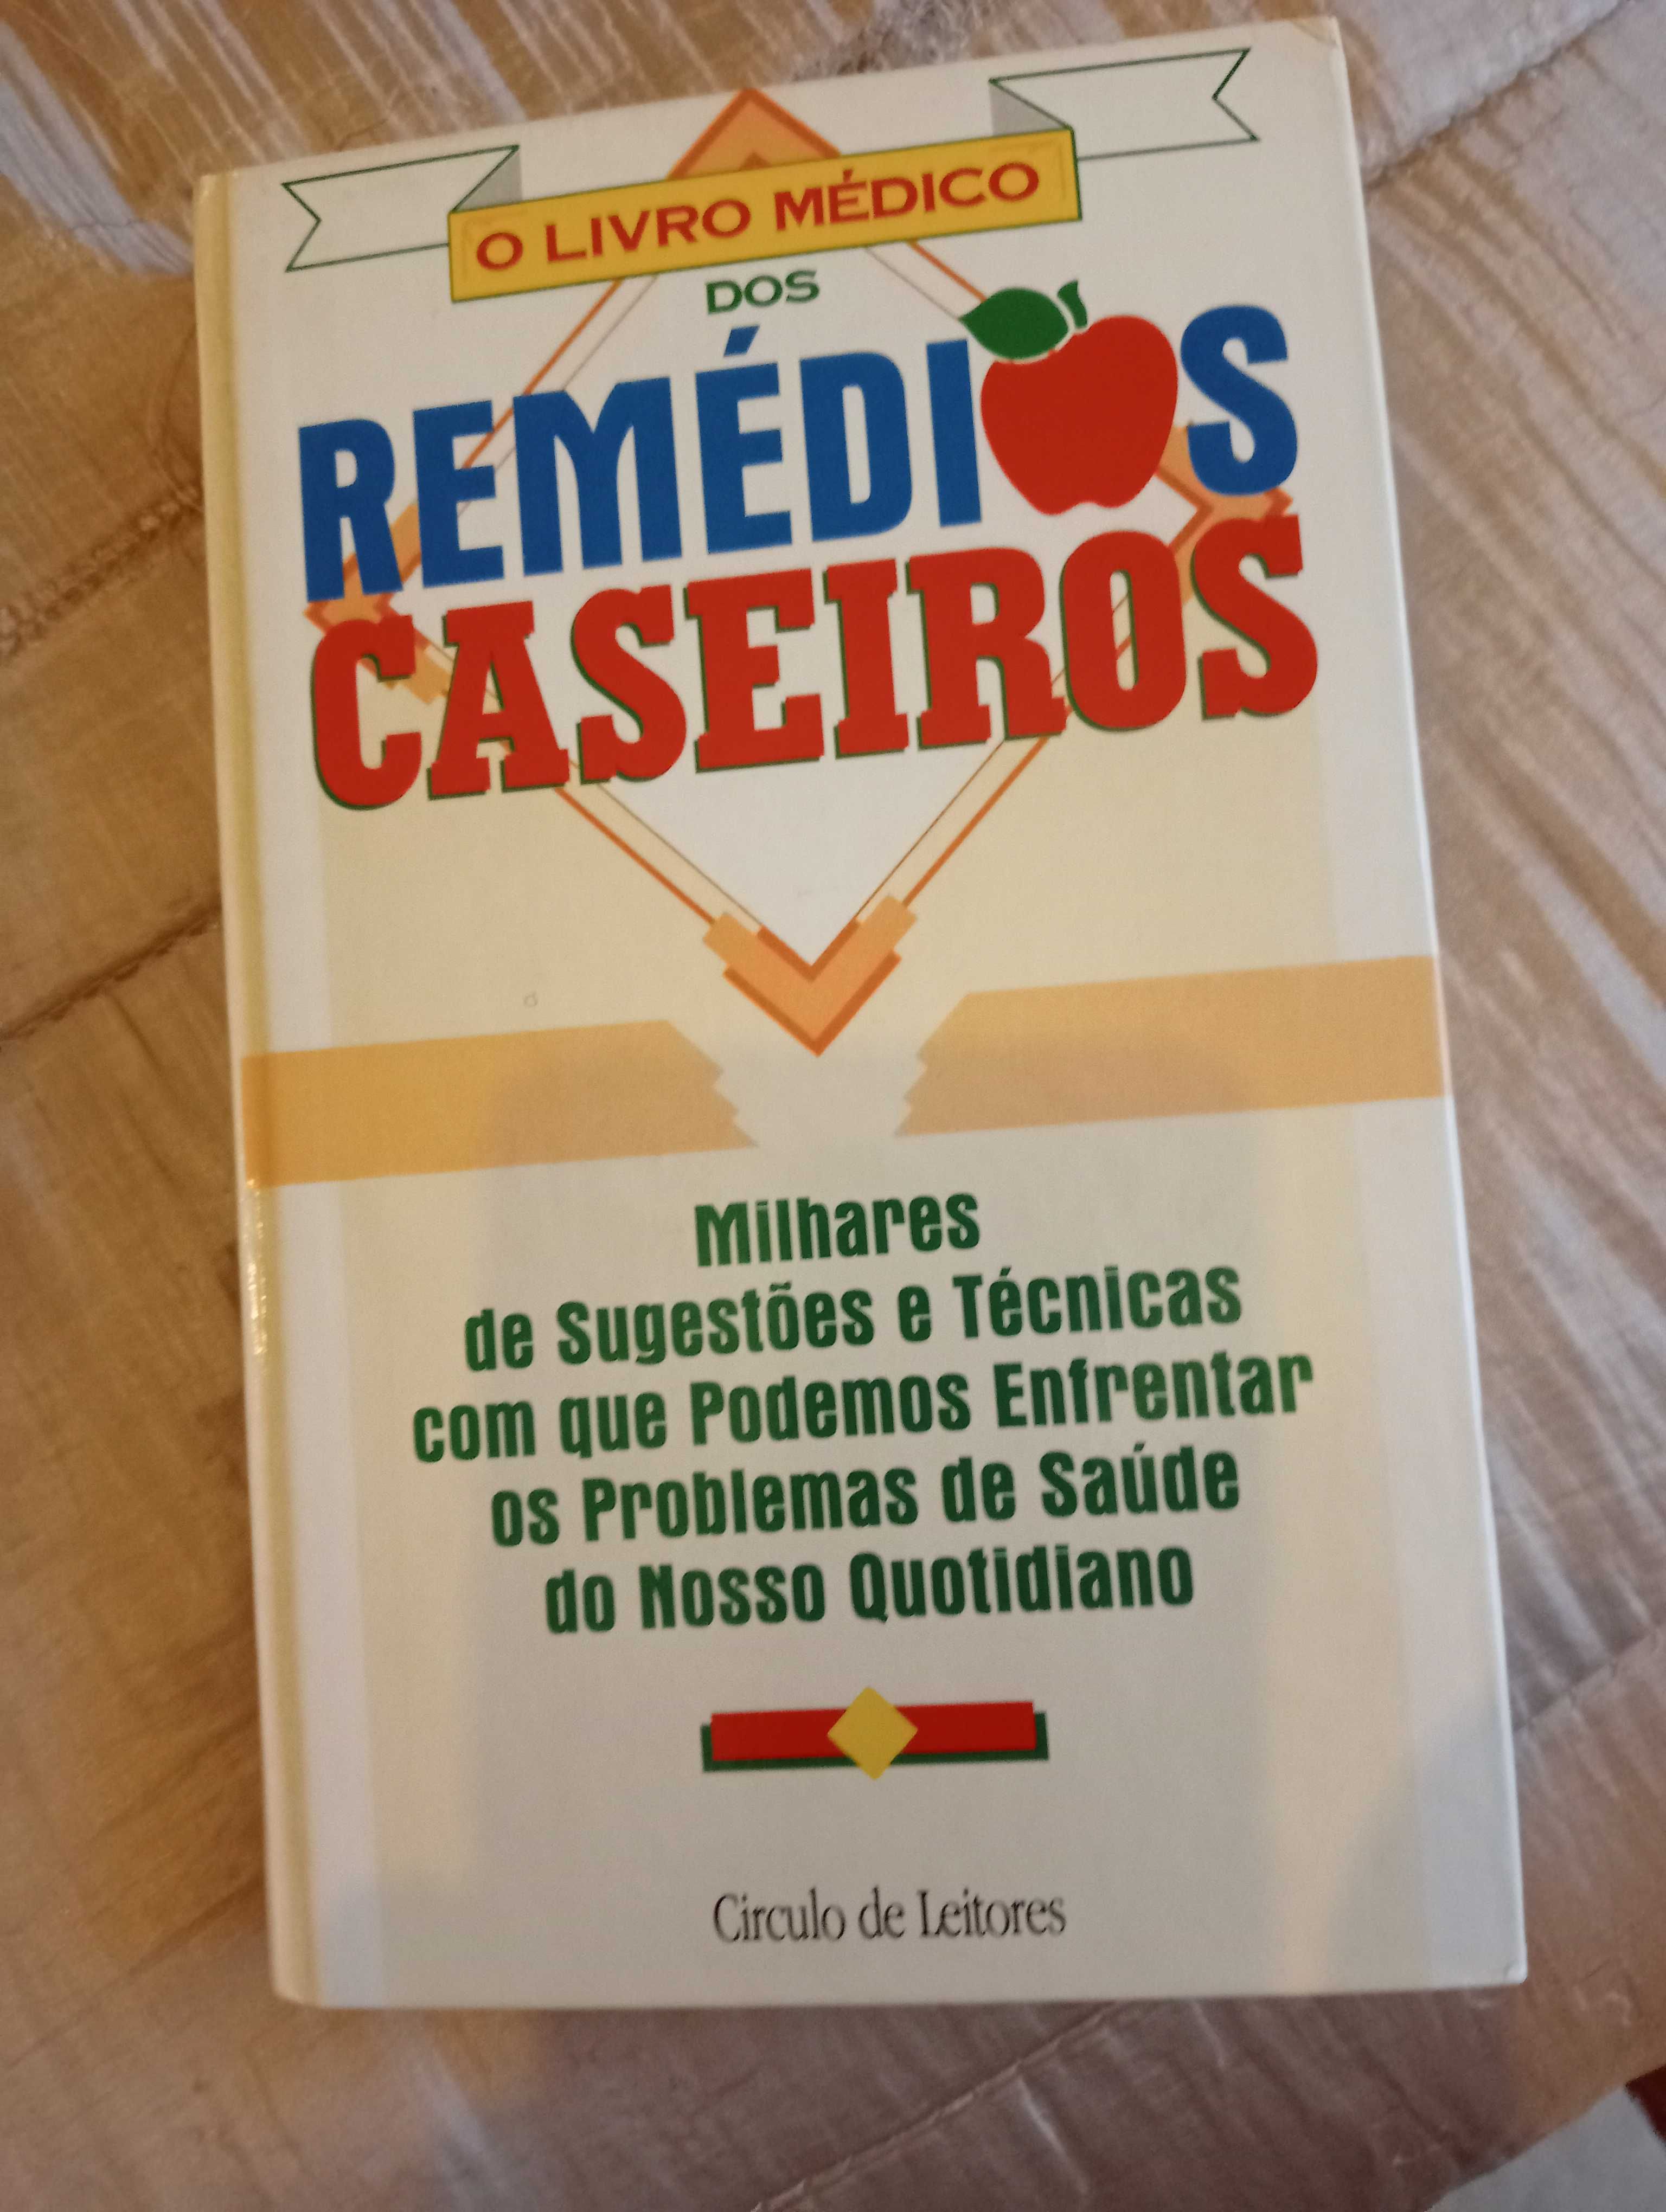 O LIVRO MÉDICO
DOS
REMÉDIOS
CASEIROS
Milhares
de Sugestões e Técnicas
com que Podemos Enfrentar
os Problemas de Saúde
do Nosso Quotidiano
Círculo de Leitores